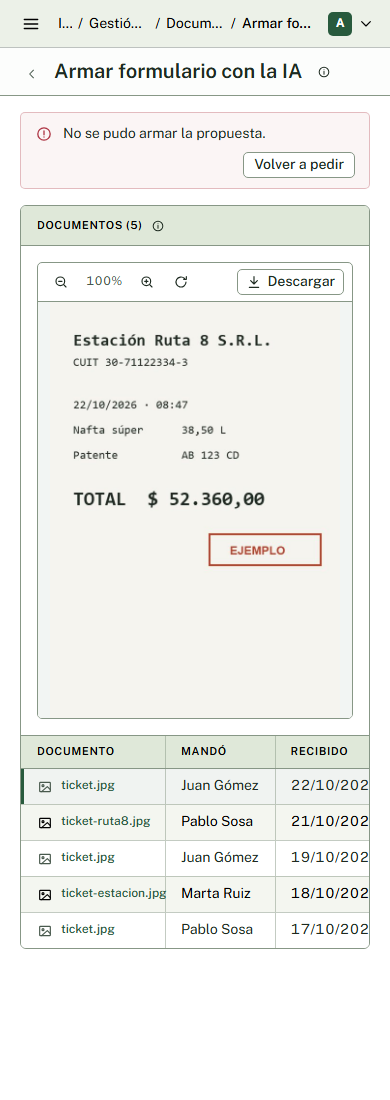 I... / Gestió... / Docum... / Armar fo... A
Armar formulario con la IA
No se pudo armar la propuesta.
Volver a pedir
DOCUMENTOS (5)
100% Descargar
Estación Ruta 8 S.R.L.
CUIT 30-71122334-3
22/10/2026 · 08:47
Nafta súper 38,50 L
Patente AB 123 CD
TOTAL $ 52.360,00
EJEMPLO
DOCUMENTO MANDÓ RECIBIDO
ticket.jpg Juan Gómez 22/10/202
ticket-ruta8.jpg Pablo Sosa 21/10/202
ticket.jpg Juan Gómez 19/10/202
ticket-estacion.jpg Marta Ruiz 18/10/202
ticket.jpg Pablo Sosa 17/10/202